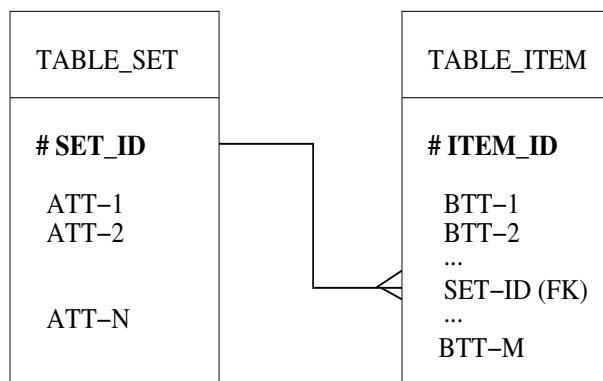 TABLE_SET
# SET_ID
ATT−1
ATT−2
ATT−N
TABLE_ITEM
# ITEM_ID
BTT−1
BTT−2
...
SET−ID (FK)
...
BTT−M